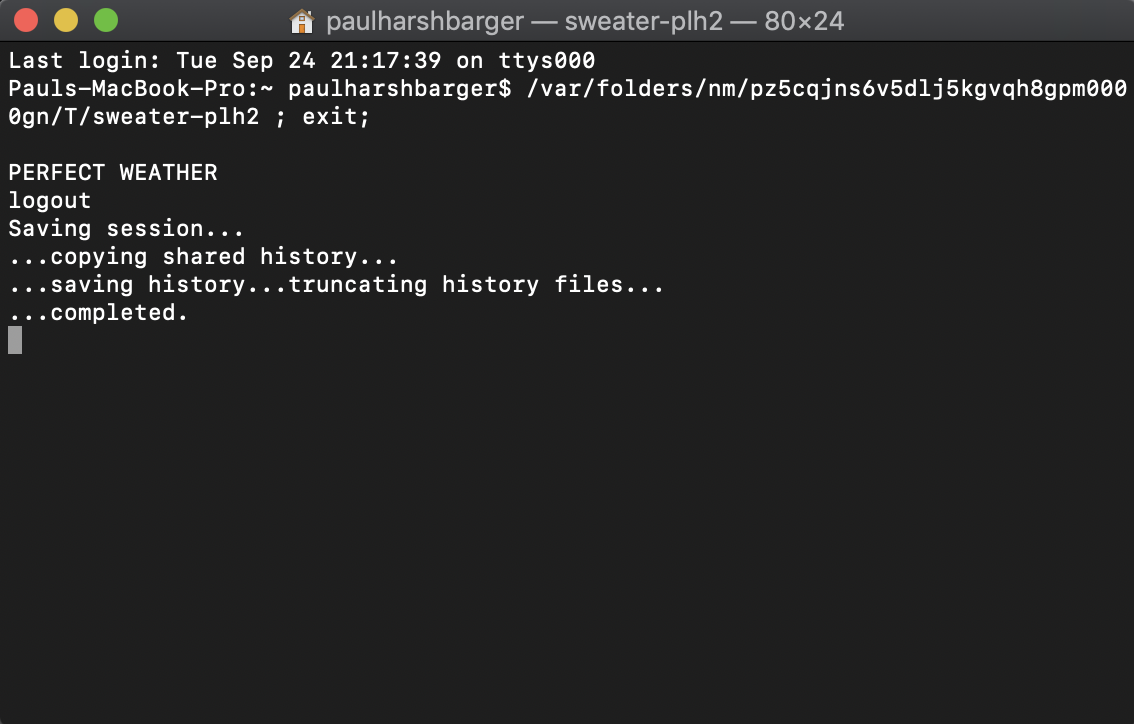 paulharshbarger — sweater-plh2 — 80×24
Last login: Tue Sep 24 21:17:39 on ttys000
Pauls-MacBook-Pro:~ paulharshbarger$ /var/folders/nm/pz5cqjns6v5dlj5kgvqh8gpm000
0gn/T/sweater-plh2 ; exit;
PERFECT WEATHER
logout
Saving session...
...copying shared history...
...saving history...truncating history files...
...completed.